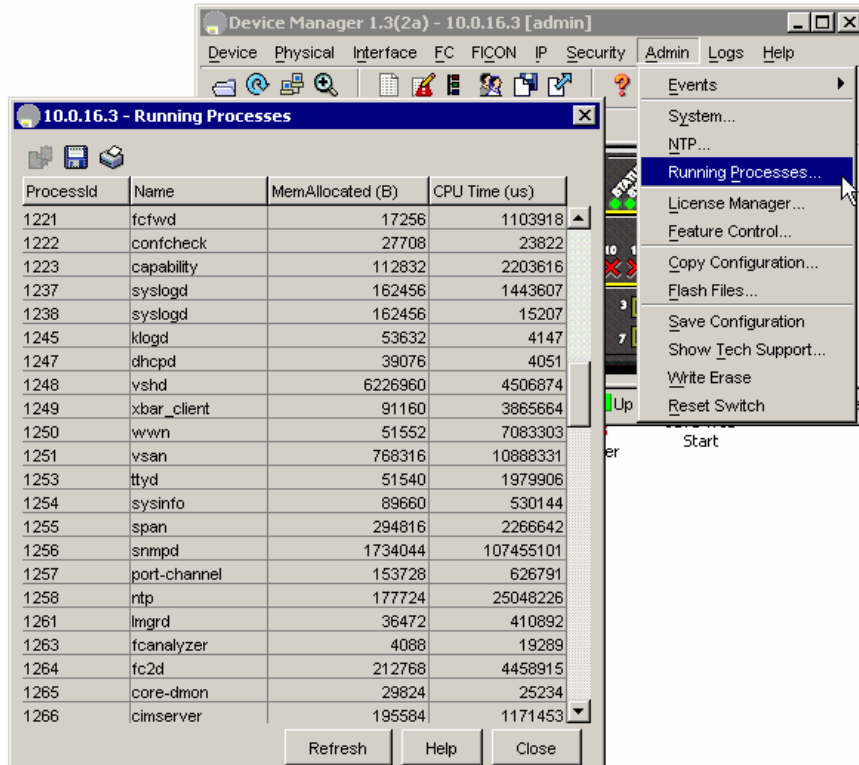 Device Manager 1.3(2a) - 10.0.16.3 [admin]
Device Physical Interface FC FICON IP Security Admin Logs Help
Events
System...
NTP...
Running Processes...
License Manager...
Feature Control...
Copy Configuration...
Flash Files...
Save Configuration
Show Tech Support...
Write Erase
Reset Switch
10
3
7
Up
er
Start
10.0.16.3 - Running Processes
ProcessId Name MemAllocated (B) CPU Time (us)
1221 fcfwd 17256 1103918
1222 confcheck 27708 23822
1223 capability 112832 2203616
1237 syslogd 162456 1443607
1238 syslogd 162456 15207
1245 klogd 53632 4147
1247 dhcpd 39076 4051
1248 vshd 6226960 4506874
1249 xbar_client 91160 3865664
1250 wwn 51552 7083303
1251 vsan 768316 10888331
1253 ttyd 51540 1979906
1254 sysinfo 89660 530144
1255 span 294816 2266642
1256 snmpd 1734044 107455101
1257 port-channel 153728 626791
1258 ntp 177724 25048226
1261 lmgrd 36472 410892
1263 fcanalyzer 4088 19289
1264 fc2d 212768 4458915
1265 core-dmon 29824 25234
1266 cimserver 195584 1171453
Refresh Help Close